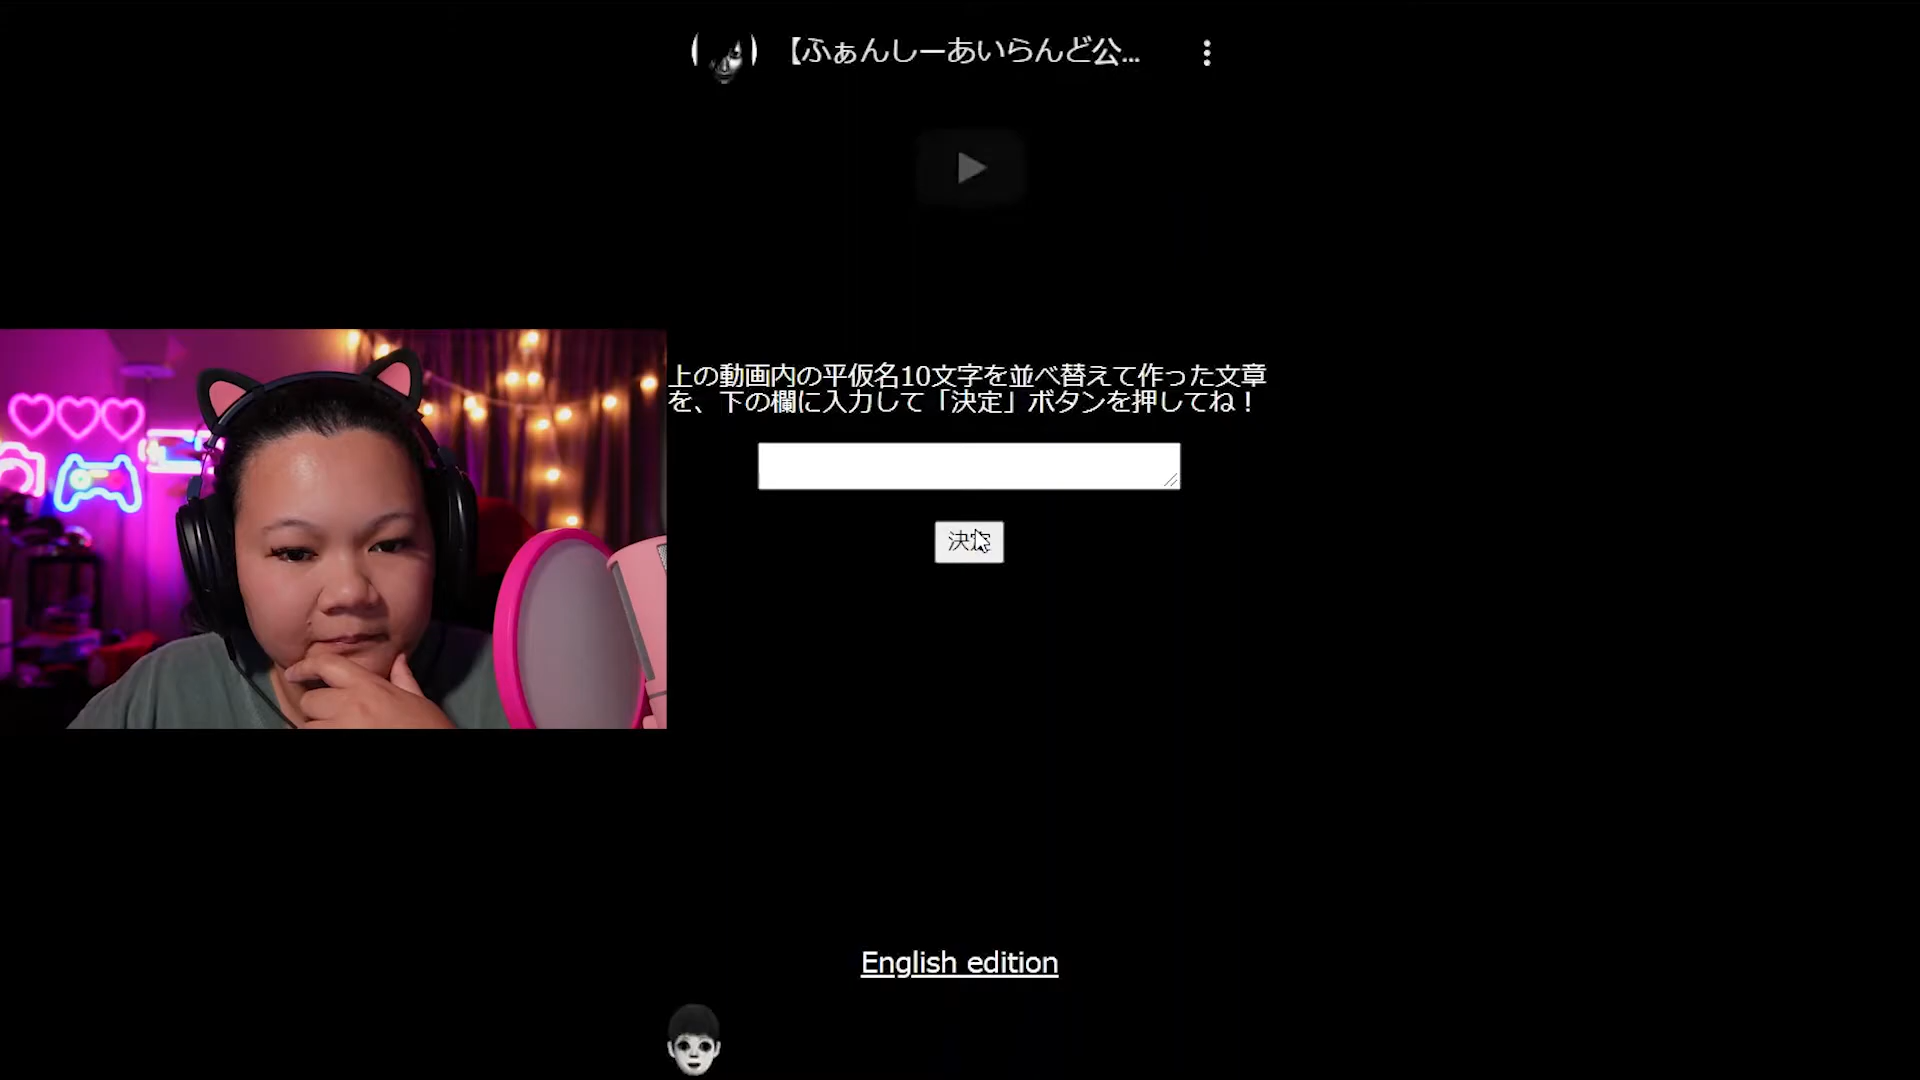 【ふぁんしーあいらんど公...
上の動画内の平仮名10文字を並べ替えて作った文章
を、下の欄に入力して「決定」ボタンを押してね！
決定
English edition